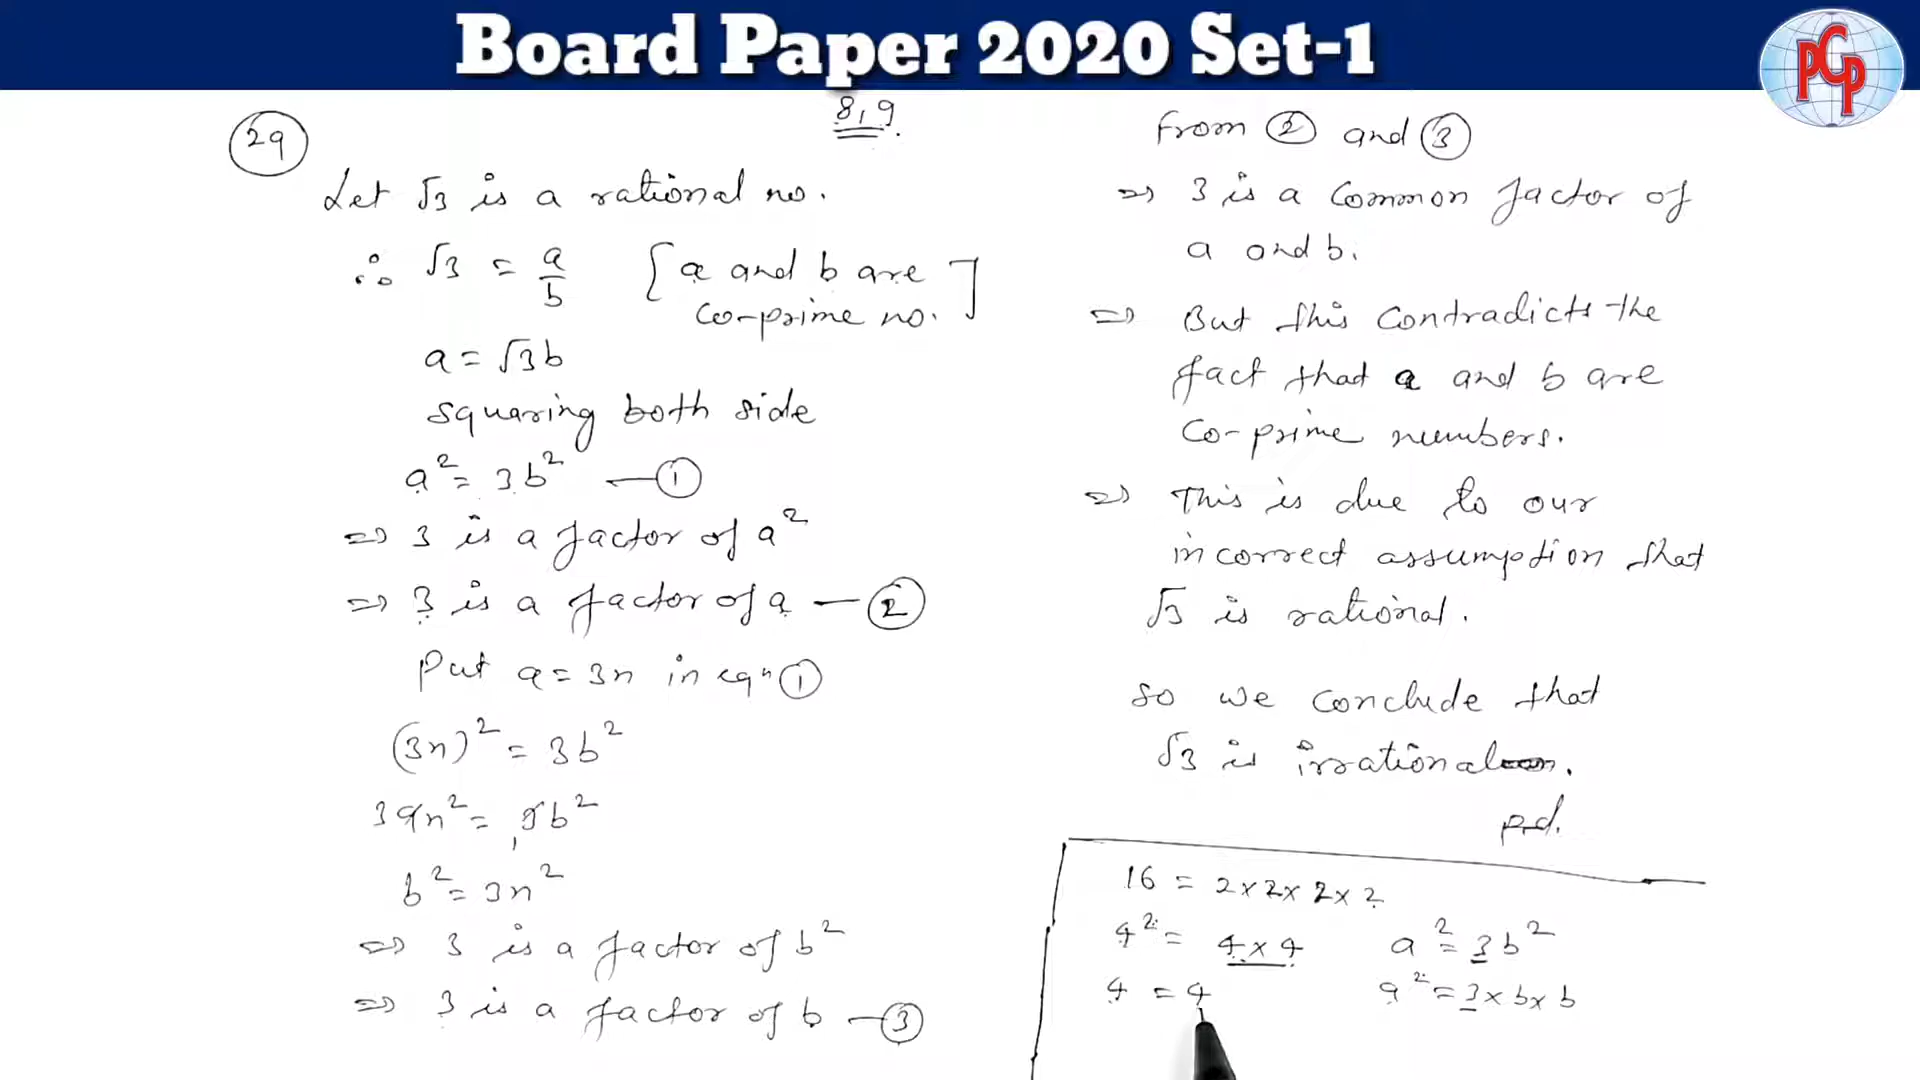 Board Paper 2020 Set-1
PGP
8,9.
29
Let √3 is a rational no.
∴ √3 = a/b [a and b are
co-prime no.]
a = √3b
squaring both side
a² = 3b² —①
⇒ 3 is a factor of a²
⇒ 3 is a factor of a —②
Put a = 3n in eqⁿ ①
(3n)² = 3b²
3 9n² = 3b²
b² = 3n²
⇒ 3 is a factor of b²
⇒ 3 is a factor of b —③
from ② and ③
⇒ 3 is a common factor of
a and b.
⇒ But this contradicts the
fact that a and b are
co-prime numbers.
⇒ This is due to our
incorrect assumption that
√3 is rational.
so we conclude that
√3 is irrational.
16 = 2×2×2×2
4² = 4×4
4 = 4
a² = 3b²
a² = 3×b×b